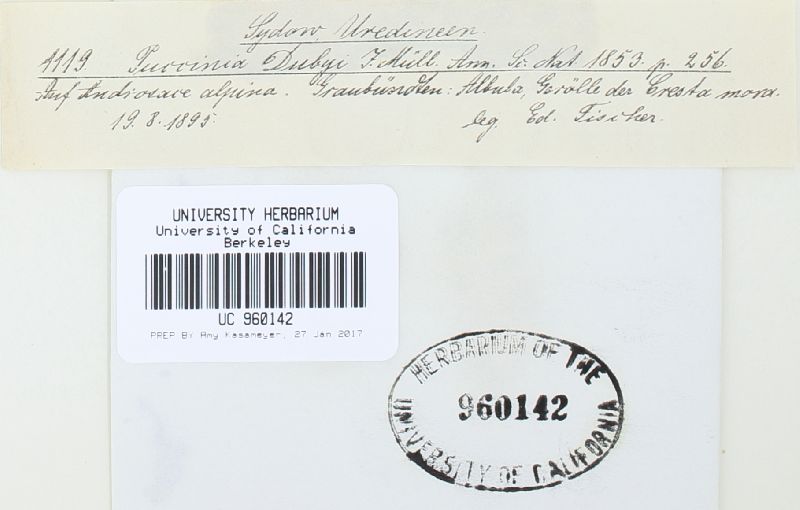 Sydow Uredineen.
1119 Puccinia Dubyi J. Müll. Ann. Sc. Nat 1853. p. 256.
Auf Androsace alpina. Graubündten: Albula, Gerölle der Cresta mora.
19. 8. 1895. leg. Ed. Fischer.
UNIVERSITY HERBARIUM
University of California
Berkeley
UC 960142
PREP BY Amy Kasameyer, 27 Jan 2017
HERBARIUM OF THE
960142
UNIVERSITY OF CALIFORNIA